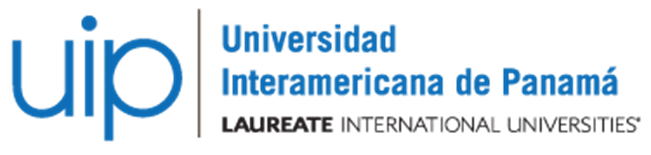 uip
Universidad
Interamericana de Panamá
LAUREATE INTERNATIONAL UNIVERSITIES®